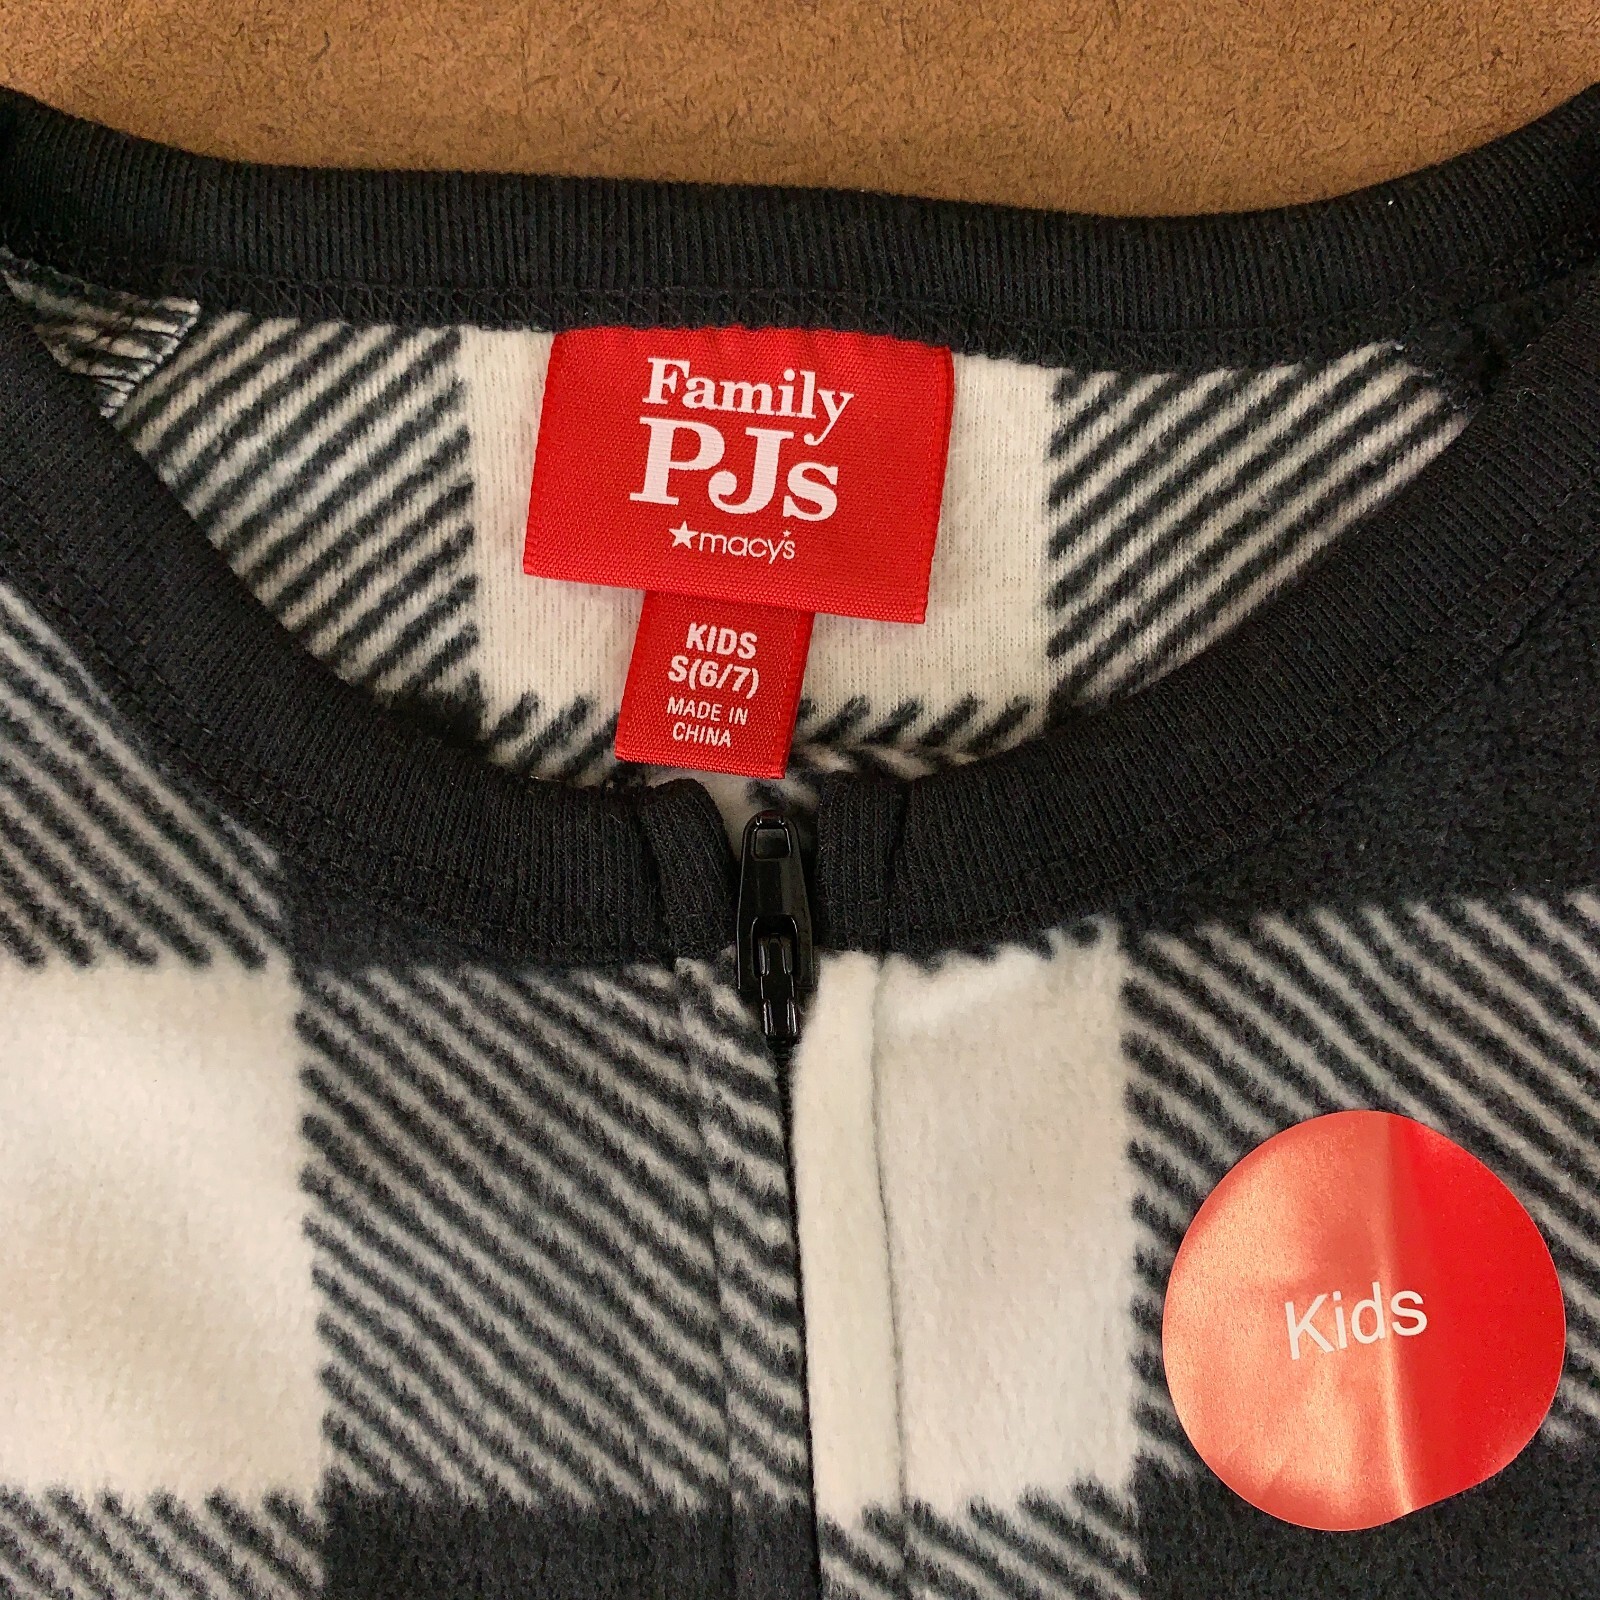 Family
PJs
★macy's
KIDS
S(6/7)
MADE IN
CHINA
Kids